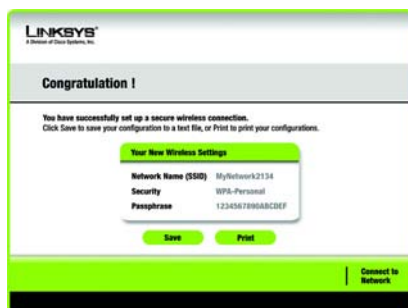 LINKSYS®
A Division of Cisco Systems, Inc.
Congratulation !
You have successfully set up a secure wireless connection.
Click Save to save your configuration to a text file, or Print to print your configurations.
Your New Wireless Settings
Network Name (SSID) MyNetwork2134
Security WPA-Personal
Passphrase 1234567890ABCDEF
Save Print
Connect to
Network